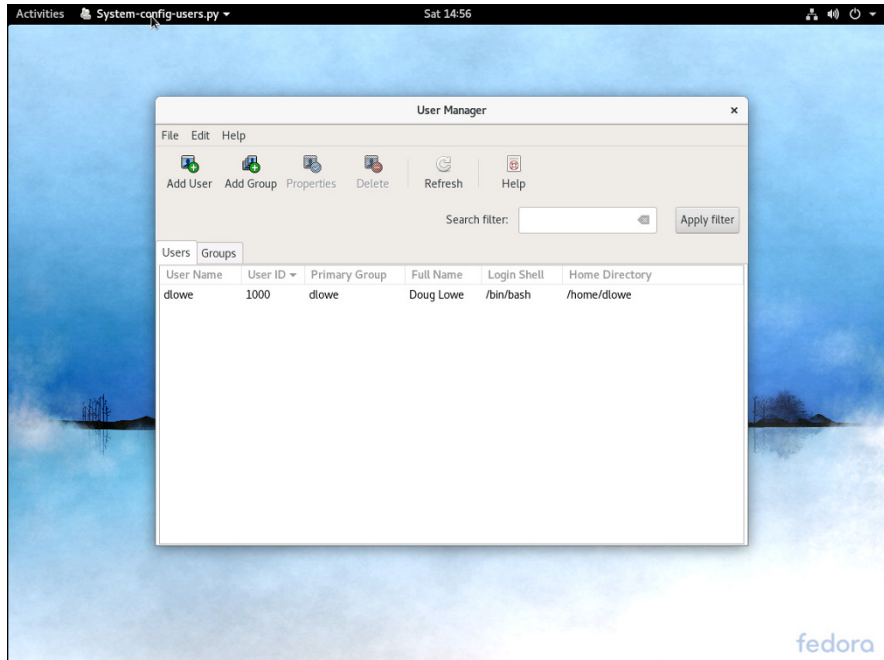 Activities System-config-users.py Sat 14:56
User Manager
File Edit Help
Add User Add Group Properties Delete Refresh Help
Search filter: Apply filter
Users Groups
User Name User ID Primary Group Full Name Login Shell Home Directory
dlowe 1000 dlowe Doug Lowe /bin/bash /home/dlowe
fedora